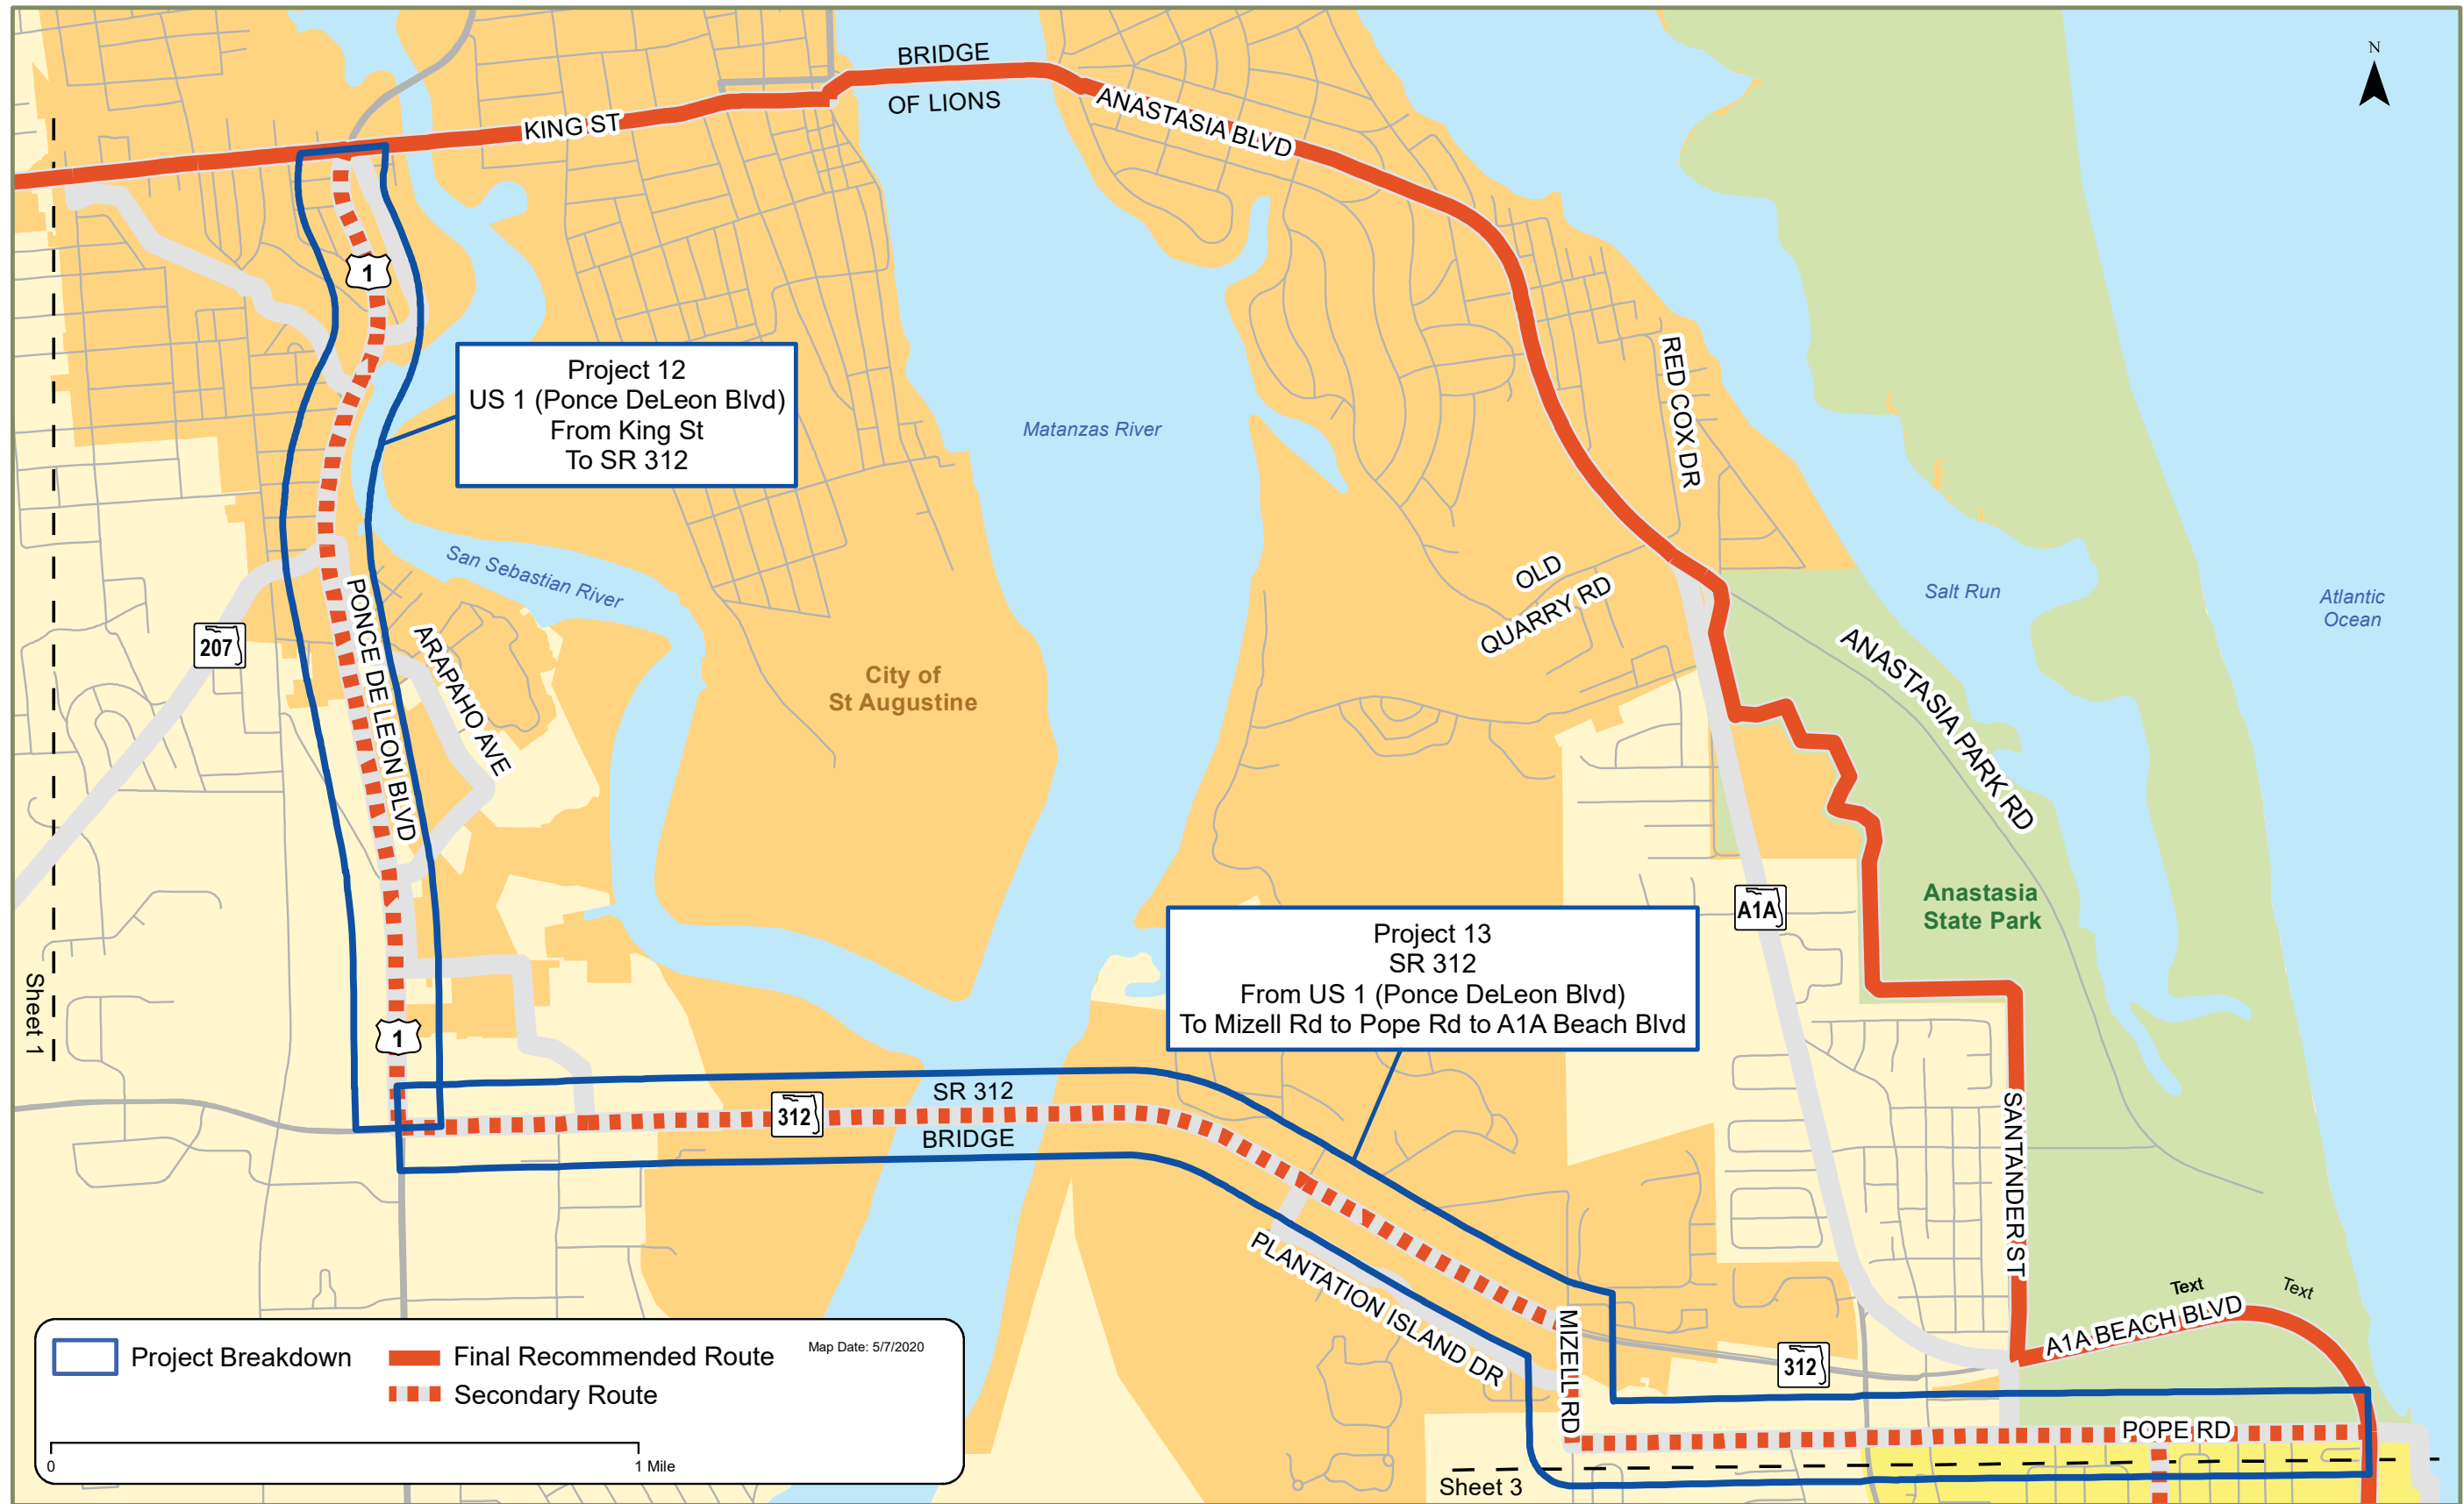 N
BRIDGE
OF LIONS
KING ST
ANASTASIA BLVD
1
Project 12
US 1 (Ponce DeLeon Blvd)
From King St
To SR 312
RED COX DR
Matanzas River
San Sebastian River
OLD
QUARRY RD
Salt Run
Atlantic
Ocean
207
PONCE DE LEON BLVD
ARAPAHO AVE
City of
St Augustine
ANASTASIA PARK RD
A1A
Anastasia
State Park
Project 13
SR 312
From US 1 (Ponce DeLeon Blvd)
To Mizell Rd to Pope Rd to A1A Beach Blvd
Sheet 1
1
SR 312
312
BRIDGE
SANTANDER ST
PLANTATION ISLAND DR
MIZELL RD
Text
Text
A1A BEACH BLVD
312
POPE RD
Sheet 3
Project Breakdown
Final Recommended Route
Map Date: 5/7/2020
Secondary Route
0
1 Mile